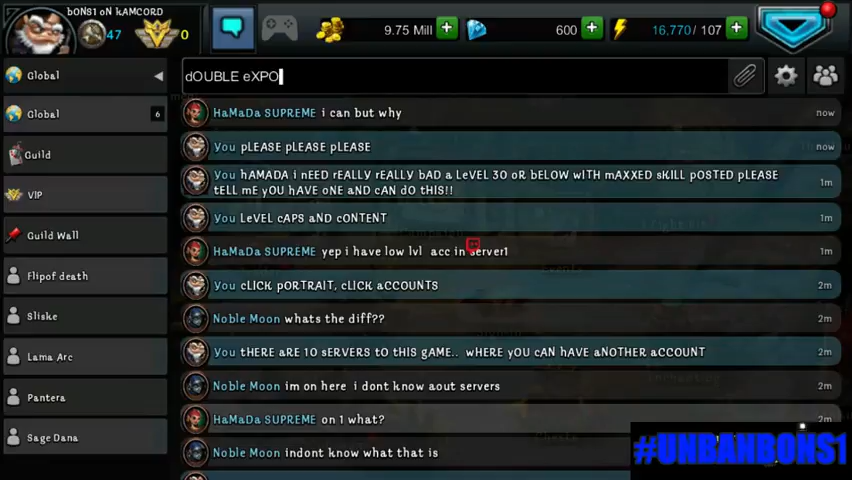 bONS1 oN kAMCORD
47
0
9.75 Mill
600
16,770/ 107
Global
dOUBLE eXPO
HaMaDa SUPREME i can but why
now
Global
6
You pLEASE pLEASE pLEASE
now
Guild
You hAMADA i nEED rEALLY rEALLY bAD a LeVEL 30 OR bELOW wITH mAXXED sKILL pOSTED pLEASE
TELL mE yOU HAVE oNE AND cAN DO tHIS!!
1m
VIP
You LeVEL cAPS aND cONTENT
1m
Guild Wall
HaMaDa SUPREME yep i have low lvl acc in server1
1m
Flipof death
You cLICK pORTRAIT, cLICK aCCOUNTS
2m
Sliske
Noble Moon whats the diff??
2m
You tHERE aRE 10 sERVERS tO tHIS gAME.. wHERE yOU cAN hAVE aNOTHER aCCOUNT
2m
Lama Arc
Noble Moon im on here i dont know aout servers
2m
Pantera
HaMaDa SUPREME on 1 what?
2m
Sage Dana
Noble Moon indont know what that is
#UNBANBONS1